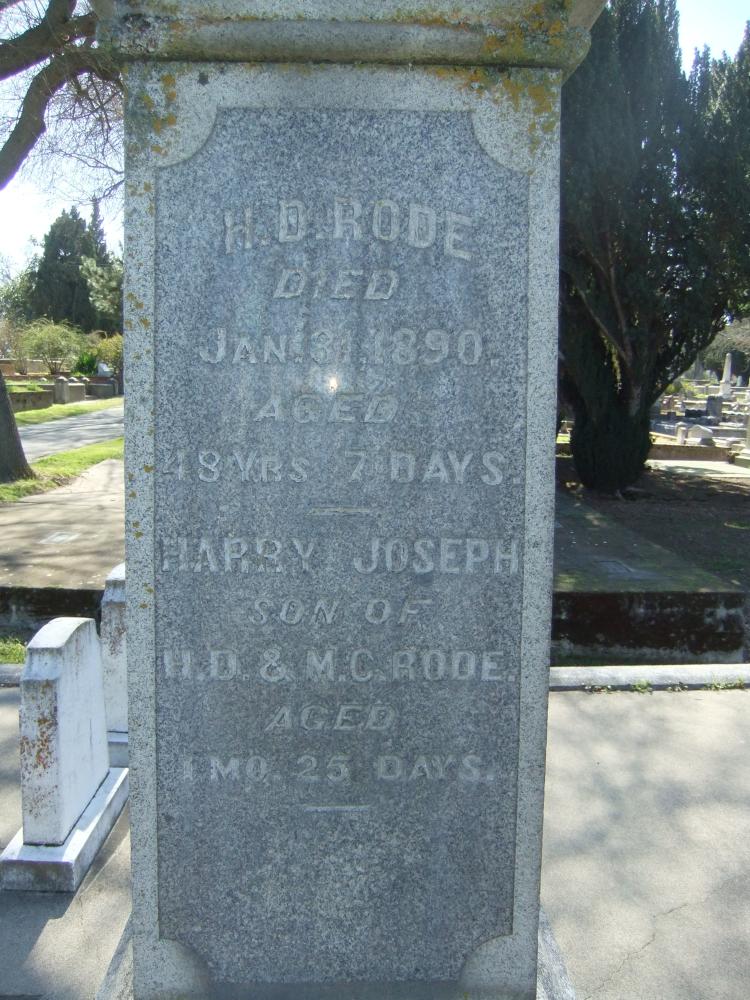 H.D. RODE
DIED
JAN. 31, 1890.
AGED
48 YRS 7 DAYS.
HARRY JOSEPH
SON OF
H.D. & M.C. RODE.
AGED
1 MO. 25 DAYS.